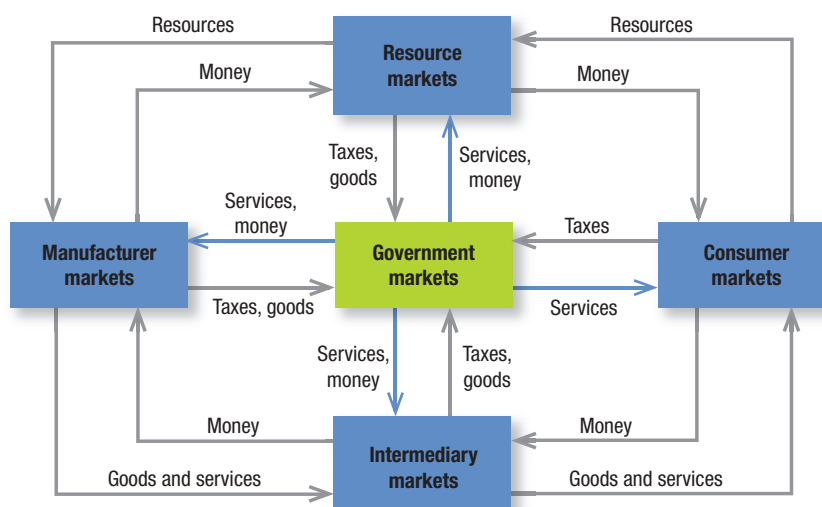 Resources
Resources
Resource
markets
Money
Money
Taxes,
goods
Services,
money
Services,
money
Taxes
Manufacturer
markets
Government
markets
Consumer
markets
Taxes, goods
Services
Services,
money
Taxes,
goods
Money
Money
Intermediary
markets
Goods and services
Goods and services